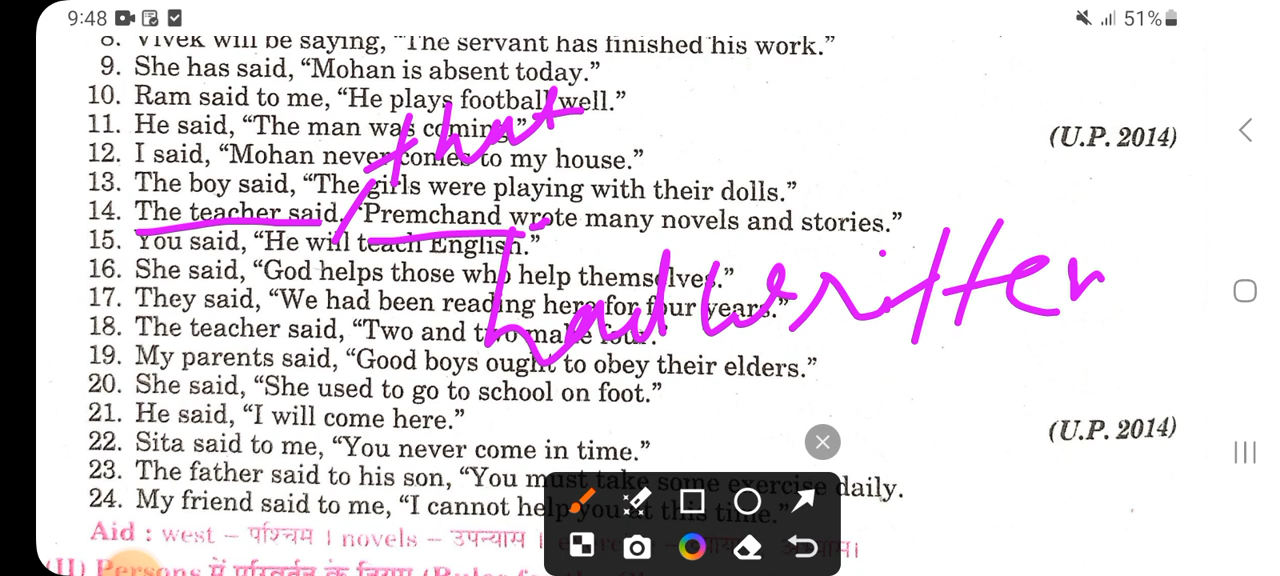 9:48 51%
8. Vivek will be saying, "The servant has finished his work."
9. She has said, "Mohan is absent today."
10. Ram said to me, "He plays football well."
11. He said, "The man was coming." (U.P. 2014)
12. I said, "Mohan never comes to my house."
that
13. The boy said, "The girls were playing with their dolls."
14. The teacher said, "Premchand wrote many novels and stories."
15. You said, "He will teach English."
had written
16. She said, "God helps those who help themselves."
17. They said, "We had been reading here for four years."
18. The teacher said, "Two and two make four."
19. My parents said, "Good boys ought to obey their elders."
20. She said, "She used to go to school on foot."
21. He said, "I will come here." (U.P. 2014)
22. Sita said to me, "You never come in time."
23. The father said to his son, "You must take some exercise daily.
24. My friend said to me, "I cannot help you at this time."
Aid : west – पश्चिम । novels – उपन्यास ।
(II) Persons में परिवर्तन के नियम